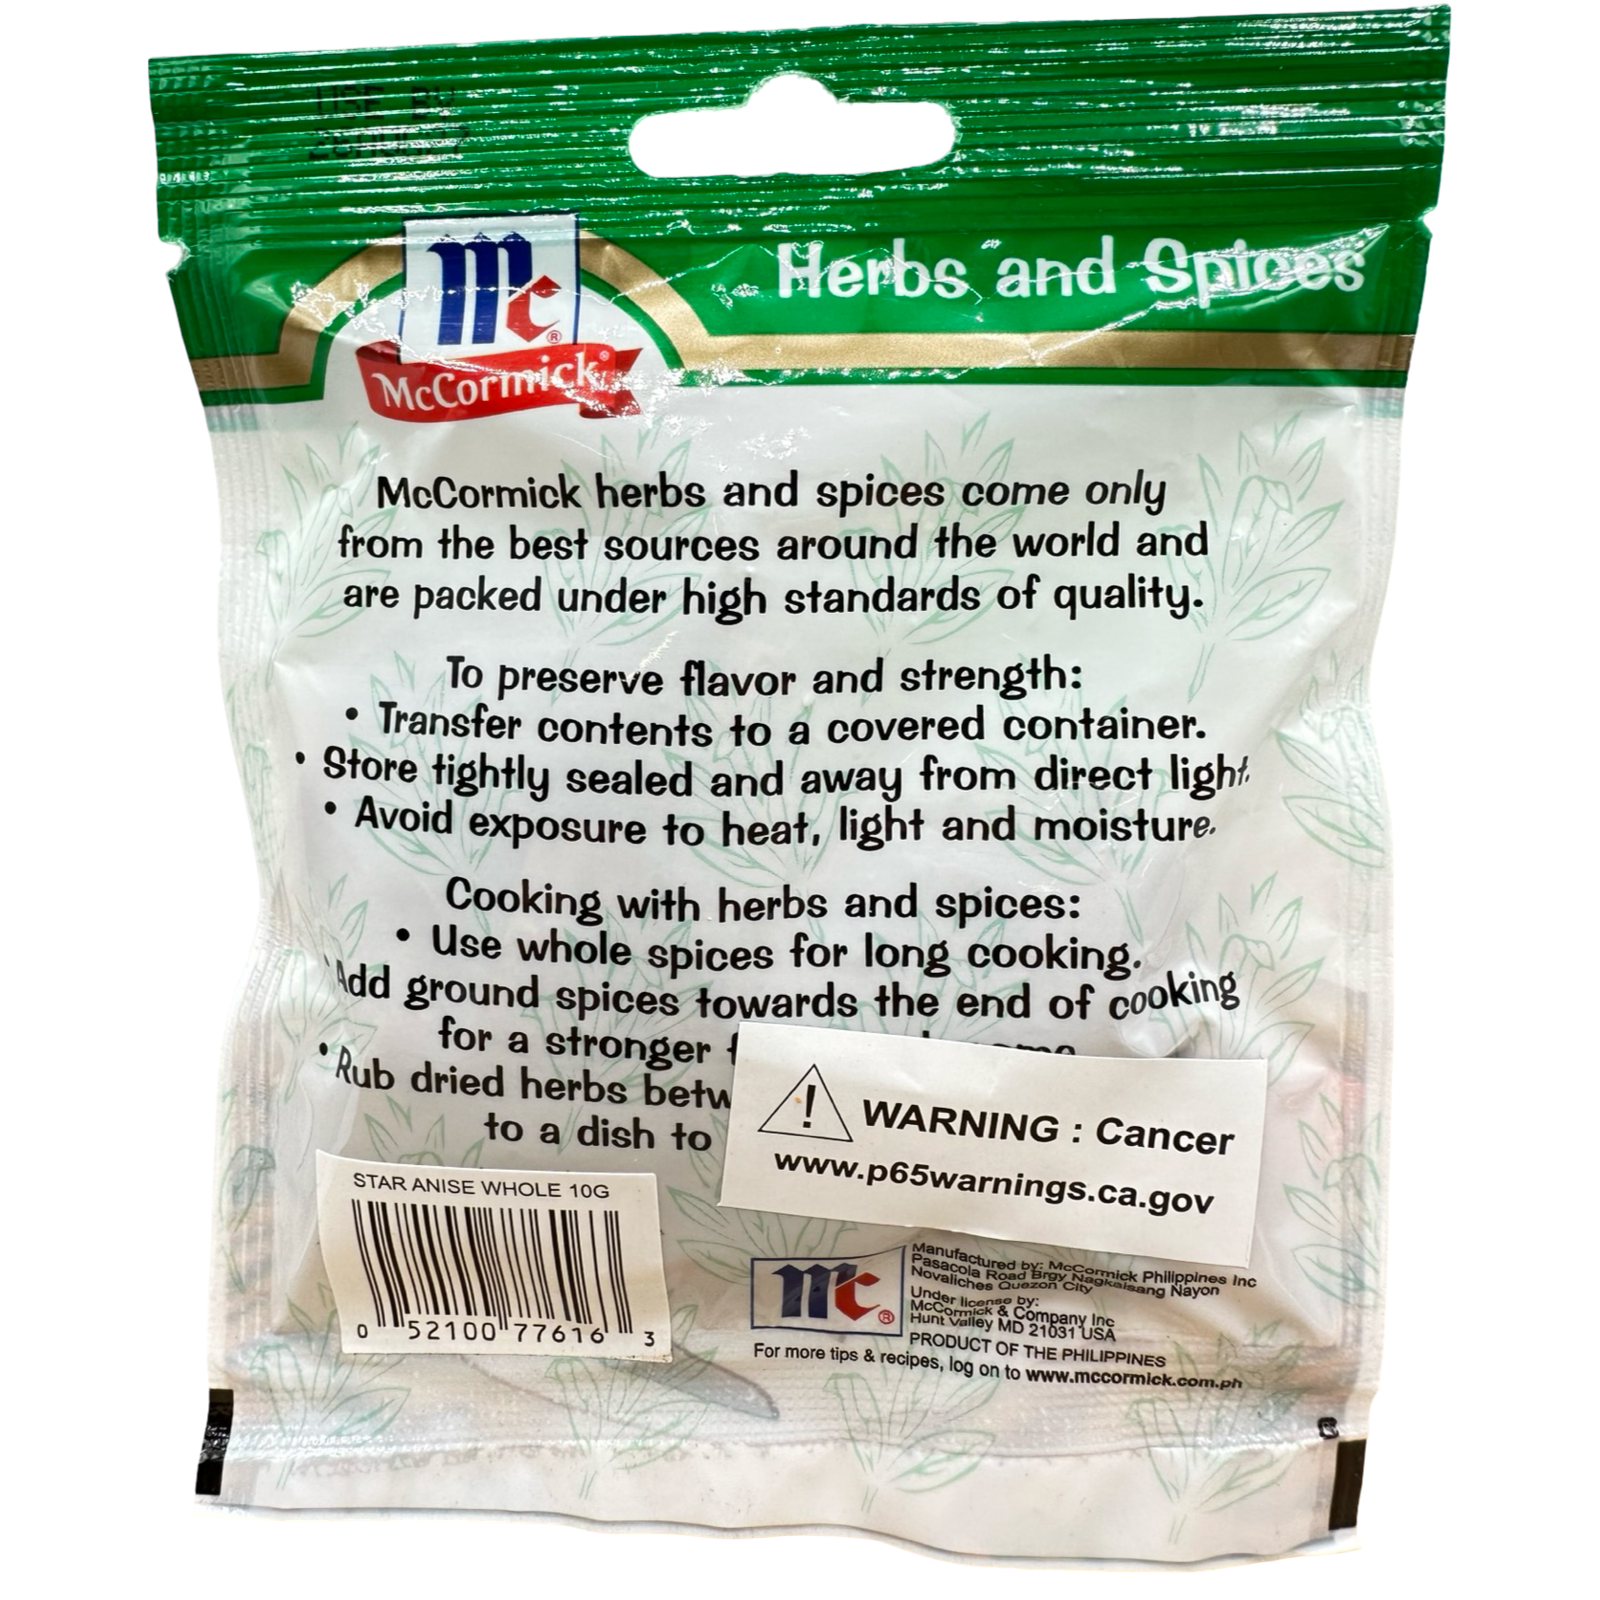 USE BY
Mc®
McCormick®
Herbs and Spices
McCormick herbs and spices come only
from the best sources around the world and
are packed under high standards of quality.
To preserve flavor and strength:
• Transfer contents to a covered container.
• Store tightly sealed and away from direct light.
• Avoid exposure to heat, light and moisture.
Cooking with herbs and spices:
• Use whole spices for long cooking.
Add ground spices towards the end of cooking
for a stronger
• Rub dried herbs betw
to a dish to
WARNING : Cancer
www.p65warnings.ca.gov
STAR ANISE WHOLE 10G
0 52100 77616 3
Mc®
Manufactured by: McCormick Philippines Inc
Pasacola Road Brgy Nagkaisang Nayon
Novaliches Quezon City
Under license by:
McCormick & Company Inc
Hunt Valley MD 21031 USA
PRODUCT OF THE PHILIPPINES
For more tips & recipes, log on to www.mccormick.com.ph